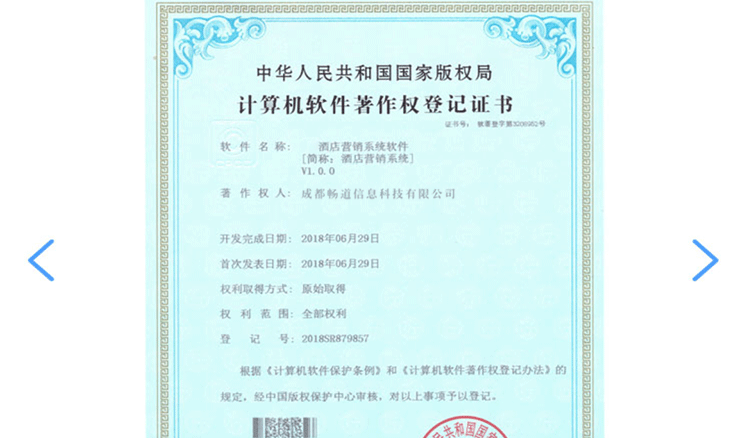 中华人民共和国国家版权局
计算机软件著作权登记证书
证书号： 软著登字第3208952号
软件名称： 酒店营销系统软件
[简称：酒店营销系统]
V1.0.0
著作权人： 成都畅道信息科技有限公司
开发完成日期： 2018年06月29日
首次发表日期： 2018年06月29日
权利取得方式： 原始取得
权利范围： 全部权利
登记号： 2018SR879857
根据《计算机软件保护条例》和《计算机软件著作权登记办法》的
规定，经中国版权保护中心审核，对以上事项予以登记。
民共和国国家